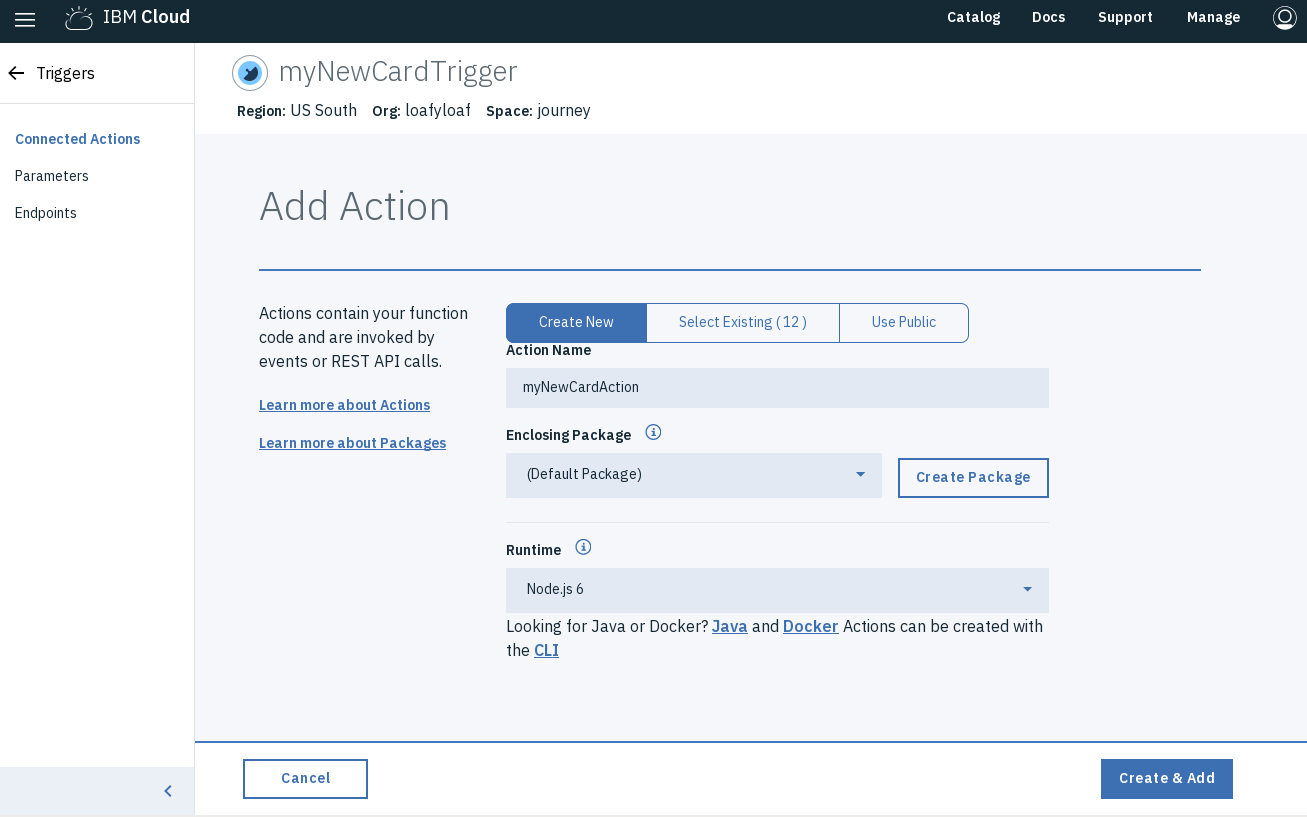 IBM Cloud
Catalog Docs Support Manage
Triggers
Connected Actions
Parameters
Endpoints
myNewCardTrigger
Region: US South Org: loafyloaf Space: journey
Add Action
Actions contain your function
code and are invoked by
events or REST API calls.
Learn more about Actions
Learn more about Packages
Create New Select Existing ( 12 ) Use Public
Action Name
myNewCardAction
Enclosing Package
(Default Package) Create Package
Runtime
Node.js 6
Looking for Java or Docker? Java and Docker Actions can be created with
the CLI
Cancel Create & Add